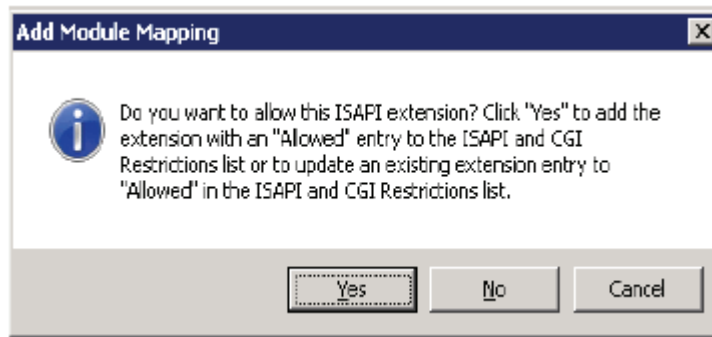 Add Module Mapping
Do you want to allow this ISAPI extension? Click "Yes" to add the
extension with an "Allowed" entry to the ISAPI and CGI
Restrictions list or to update an existing extension entry to
"Allowed" in the ISAPI and CGI Restrictions list.
Yes No Cancel